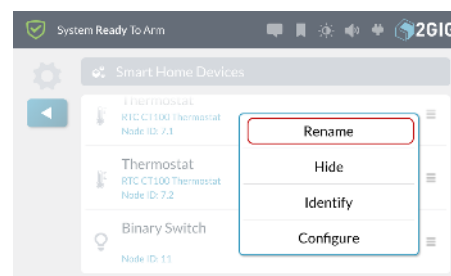 System Ready To Arm
2GIG
Smart Home Devices
Thermostat
RTC CT100 Thermostat
Node ID: 7.1
Thermostat
RTC CT100 Thermostat
Node ID: 7.2
Binary Switch
Node ID: 11
Rename
Hide
Identify
Configure